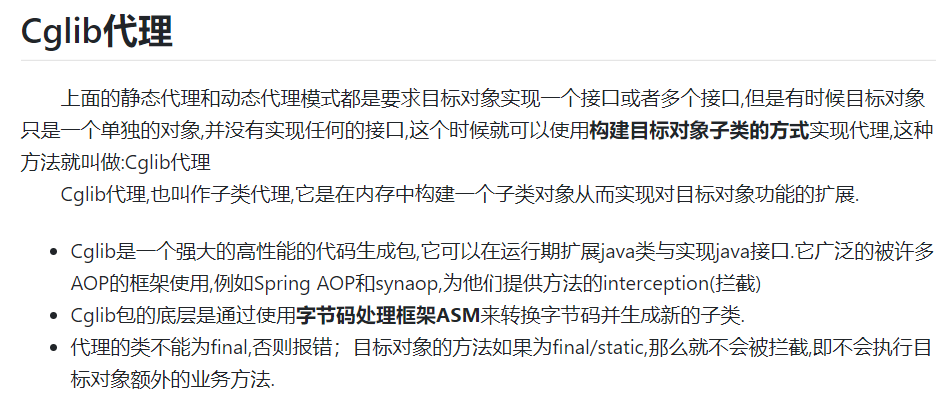 Cglib代理
上面的静态代理和动态代理模式都是要求目标对象实现一个接口或者多个接口,但是有时候目标对象
只是一个单独的对象,并没有实现任何的接口,这个时候就可以使用构建目标对象子类的方式实现代理,这种
方法就叫做:Cglib代理
Cglib代理,也叫作子类代理,它是在内存中构建一个子类对象从而实现对目标对象功能的扩展.
Cglib是一个强大的高性能的代码生成包,它可以在运行期扩展java类与实现java接口.它广泛的被许多
AOP的框架使用,例如Spring AOP和synaop,为他们提供方法的interception(拦截)
Cglib包的底层是通过使用字节码处理框架ASM来转换字节码并生成新的子类.
代理的类不能为final,否则报错；目标对象的方法如果为final/static,那么就不会被拦截,即不会执行目
标对象额外的业务方法.